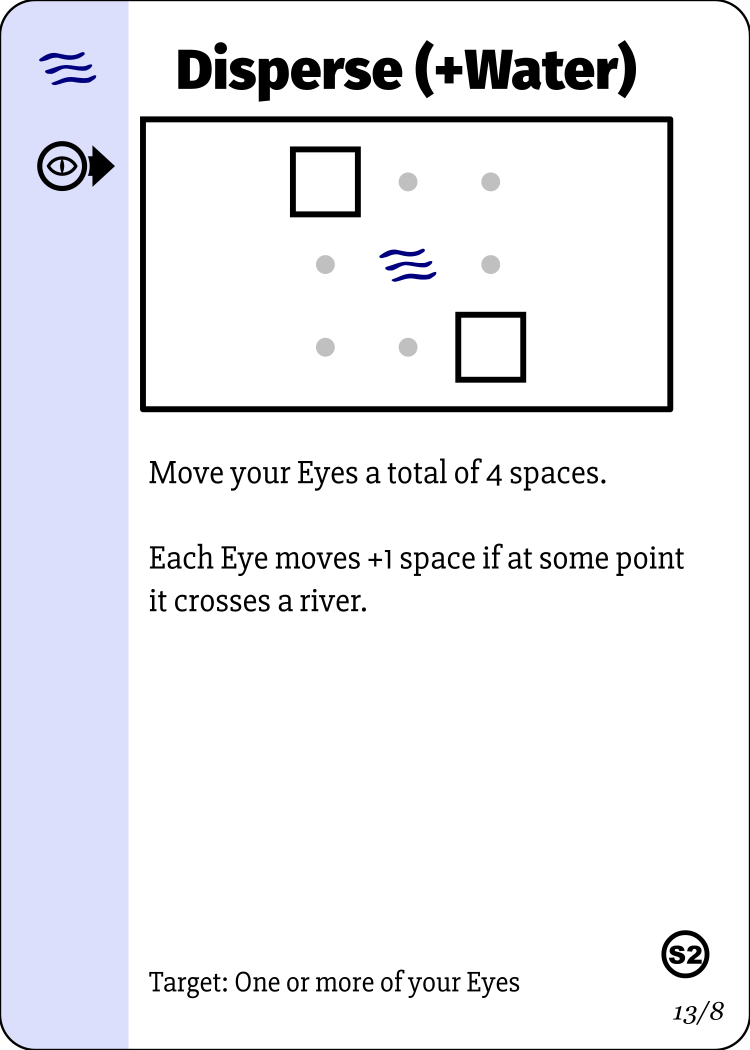 Disperse (+Water)
Move your Eyes a total of 4 spaces.
Each Eye moves +1 space if at some point
it crosses a river.
S2
Target: One or more of your Eyes
13/8